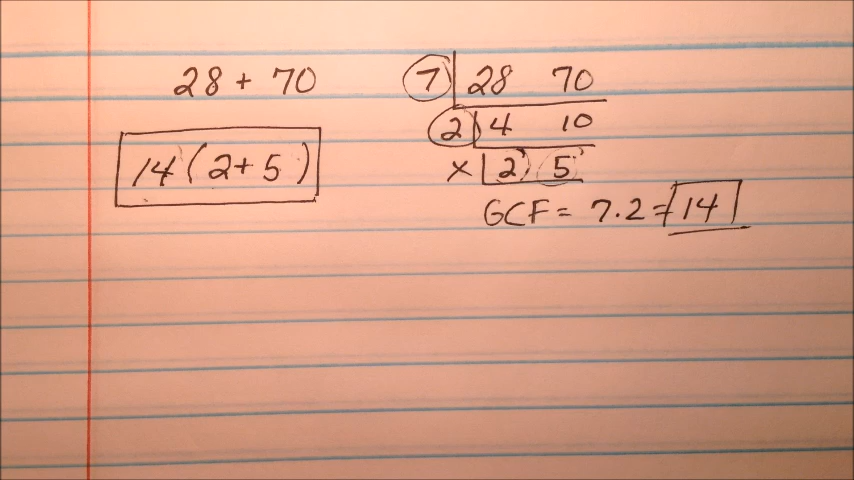 28 + 70
14 ( 2 + 5 )
7 28 70
2 4 10
× 2 5
GCF = 7.2 = 14